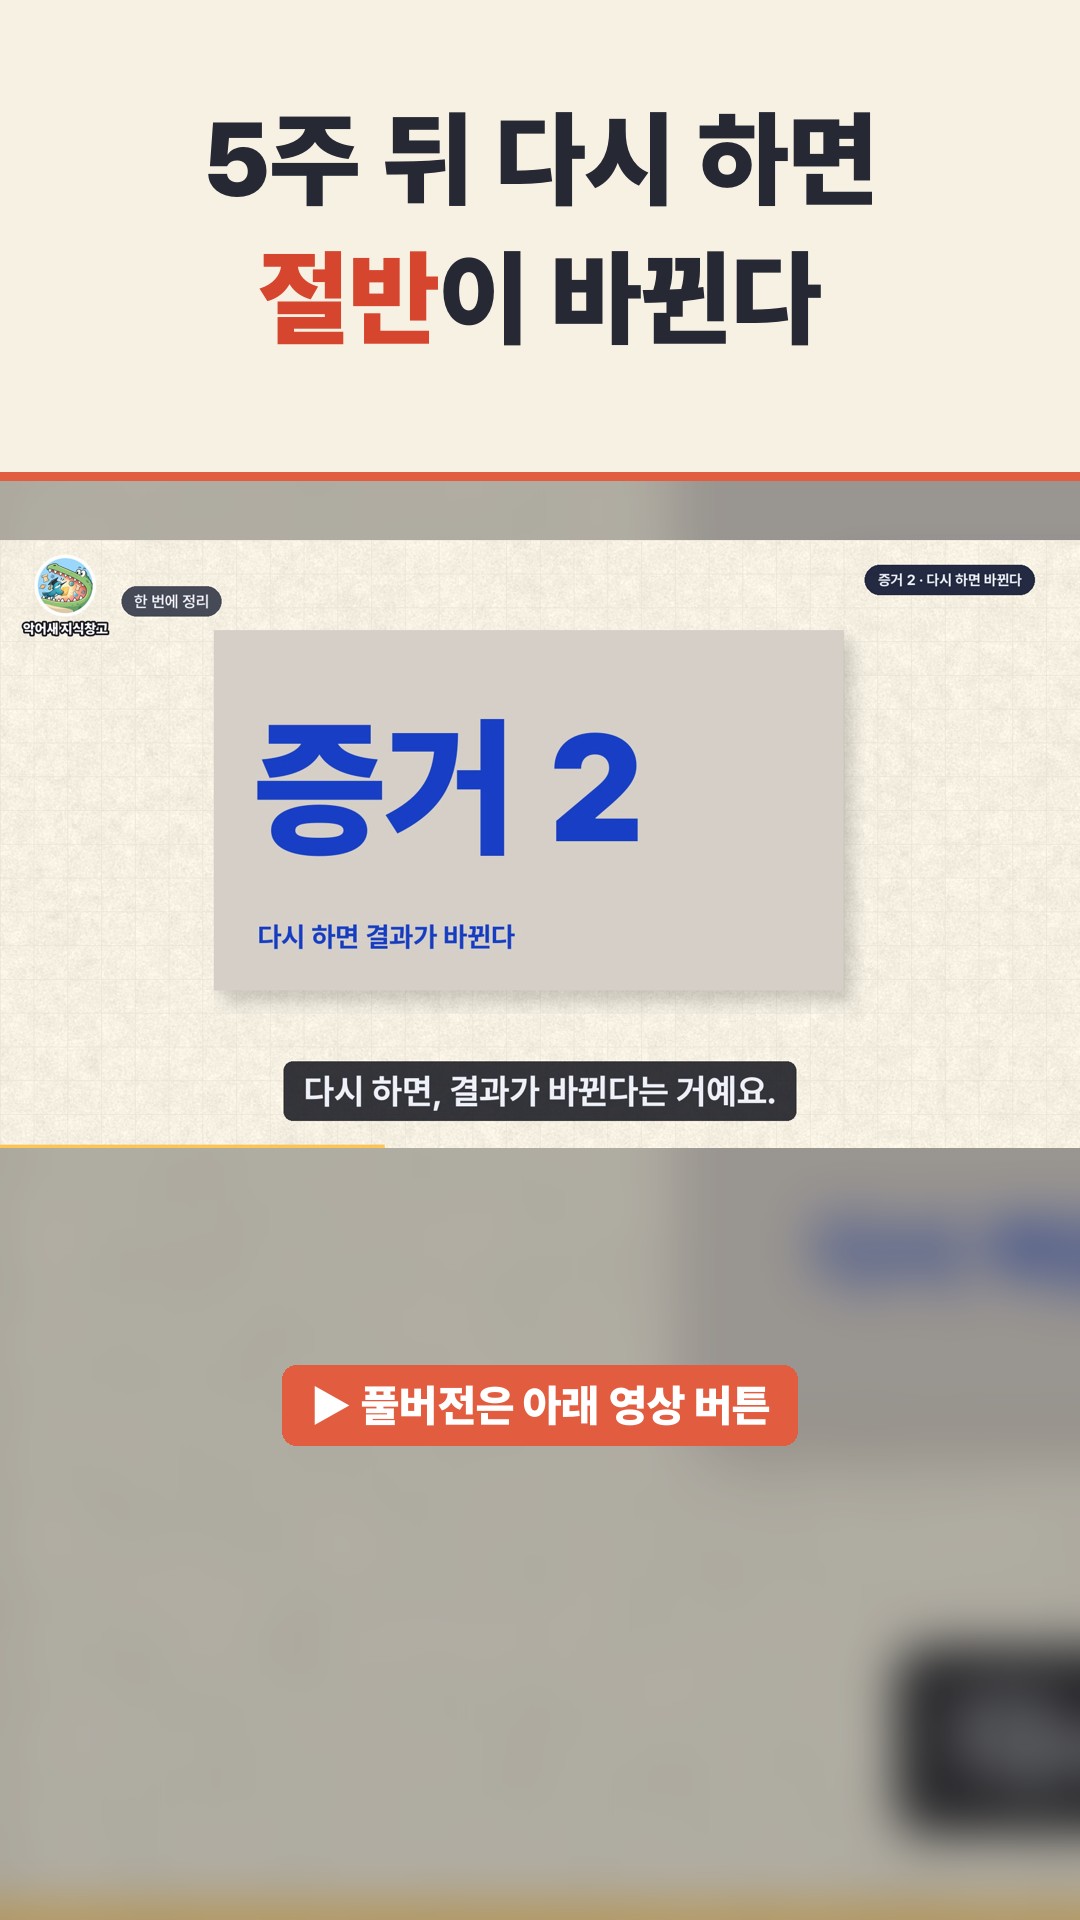 5주 뒤 다시 하면
절반이 바뀐다
악어새 지식창고
한 번에 정리
증거 2 · 다시 하면 바뀐다
증거 2
다시 하면 결과가 바뀐다
다시 하면, 결과가 바뀐다는 거예요.
▶ 풀버전은 아래 영상 버튼